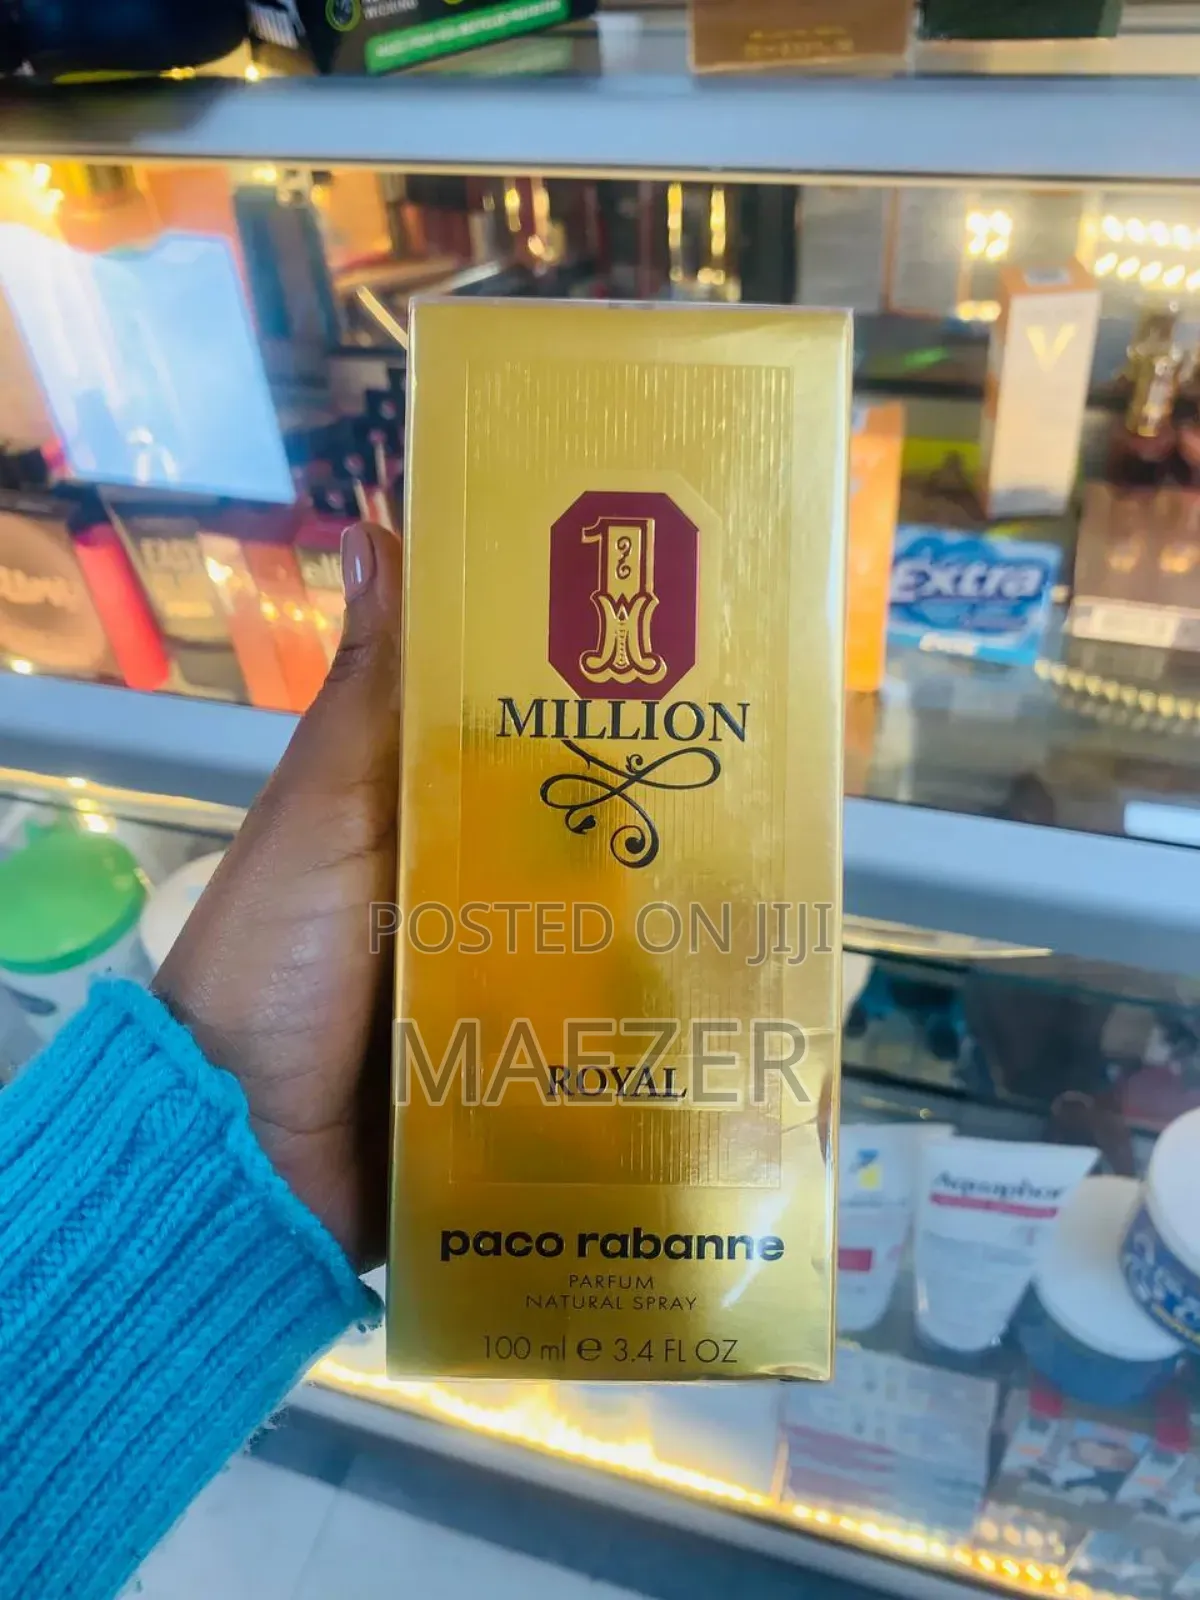 1
MILLION
POSTED ON JIJI
MAEZER
ROYAL
paco rabanne
PARFUM
NATURAL SPRAY
100 ml e 3.4 FL OZ
V
Extra
Aquaphor